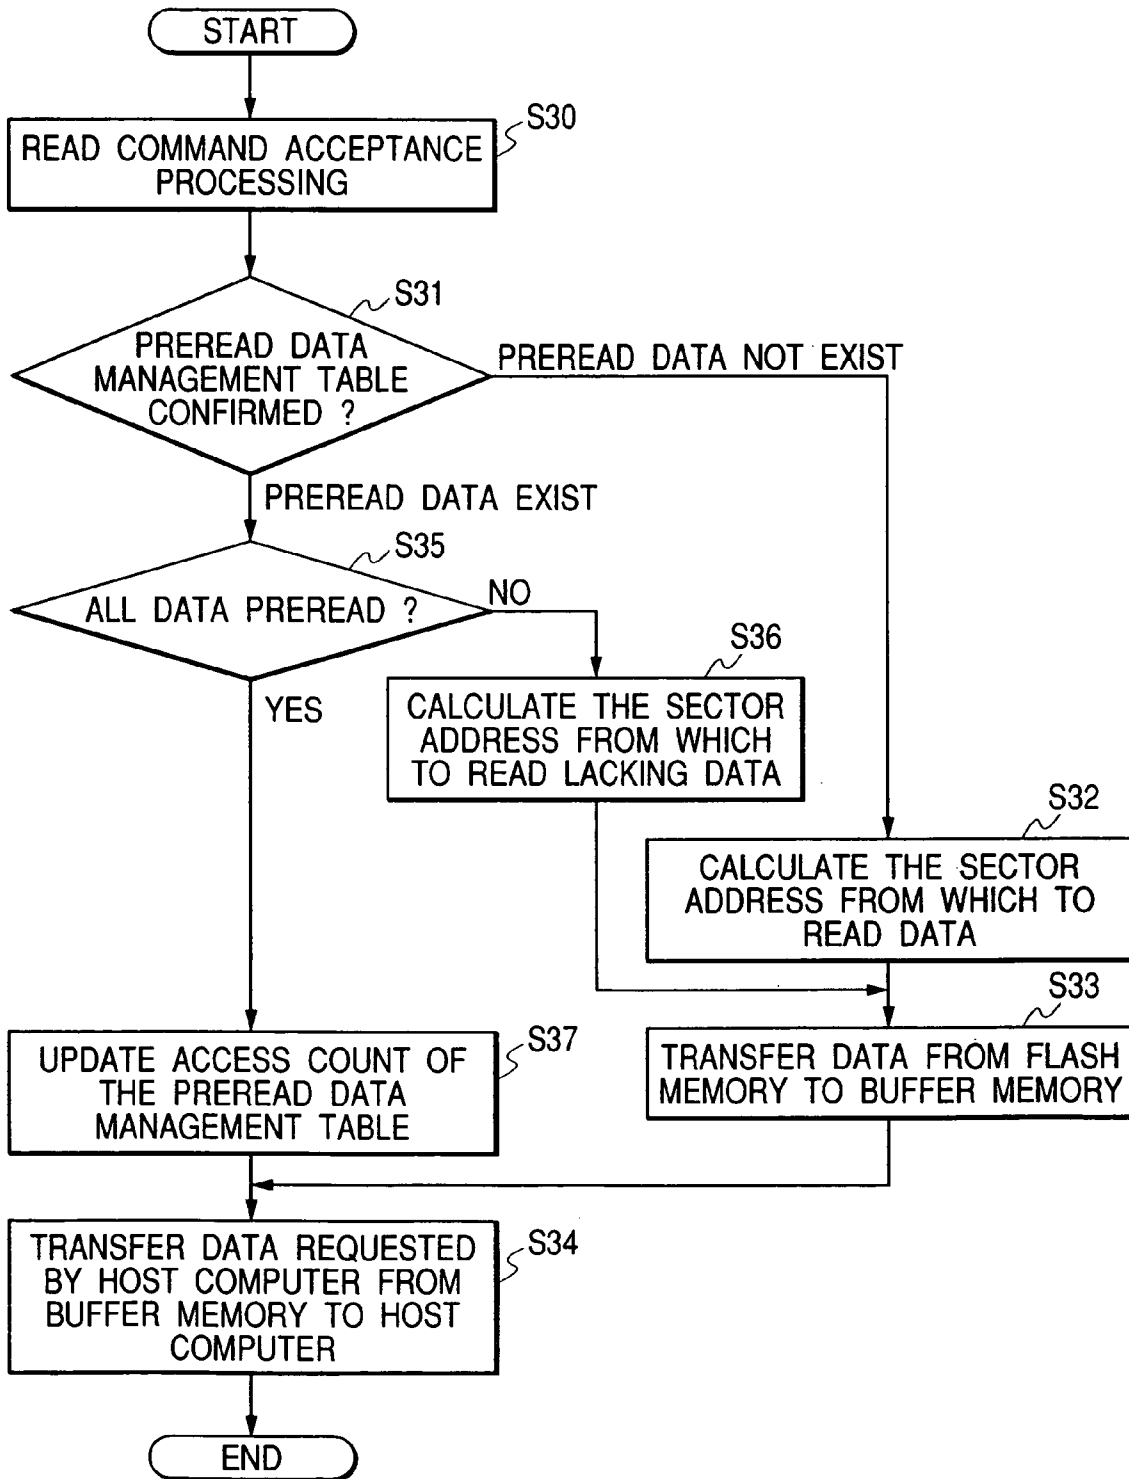 START
S30
READ COMMAND ACCEPTANCE
PROCESSING
S31
PREREAD DATA
MANAGEMENT TABLE
CONFIRMED ?
PREREAD DATA NOT EXIST
PREREAD DATA EXIST
S35
ALL DATA PREREAD ?
NO
YES
S36
CALCULATE THE SECTOR
ADDRESS FROM WHICH
TO READ LACKING DATA
S32
CALCULATE THE SECTOR
ADDRESS FROM WHICH TO
READ DATA
S33
TRANSFER DATA FROM FLASH
MEMORY TO BUFFER MEMORY
S37
UPDATE ACCESS COUNT OF
THE PREREAD DATA
MANAGEMENT TABLE
S34
TRANSFER DATA REQUESTED
BY HOST COMPUTER FROM
BUFFER MEMORY TO HOST
COMPUTER
END